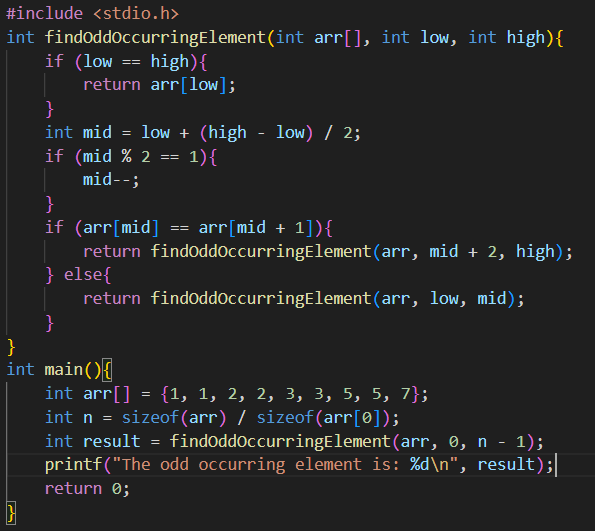 #include <stdio.h>
int findOddOccurringElement(int arr[], int low, int high){
    if (low == high){
        return arr[low];
    }
    int mid = low + (high - low) / 2;
    if (mid % 2 == 1){
        mid--;
    }
    if (arr[mid] == arr[mid + 1]){
        return findOddOccurringElement(arr, mid + 2, high);
    } else{
        return findOddOccurringElement(arr, low, mid);
    }
}
int main(){
    int arr[] = {1, 1, 2, 2, 3, 3, 5, 5, 7};
    int n = sizeof(arr) / sizeof(arr[0]);
    int result = findOddOccurringElement(arr, 0, n - 1);
    printf("The odd occurring element is: %d\n", result);
    return 0;
}